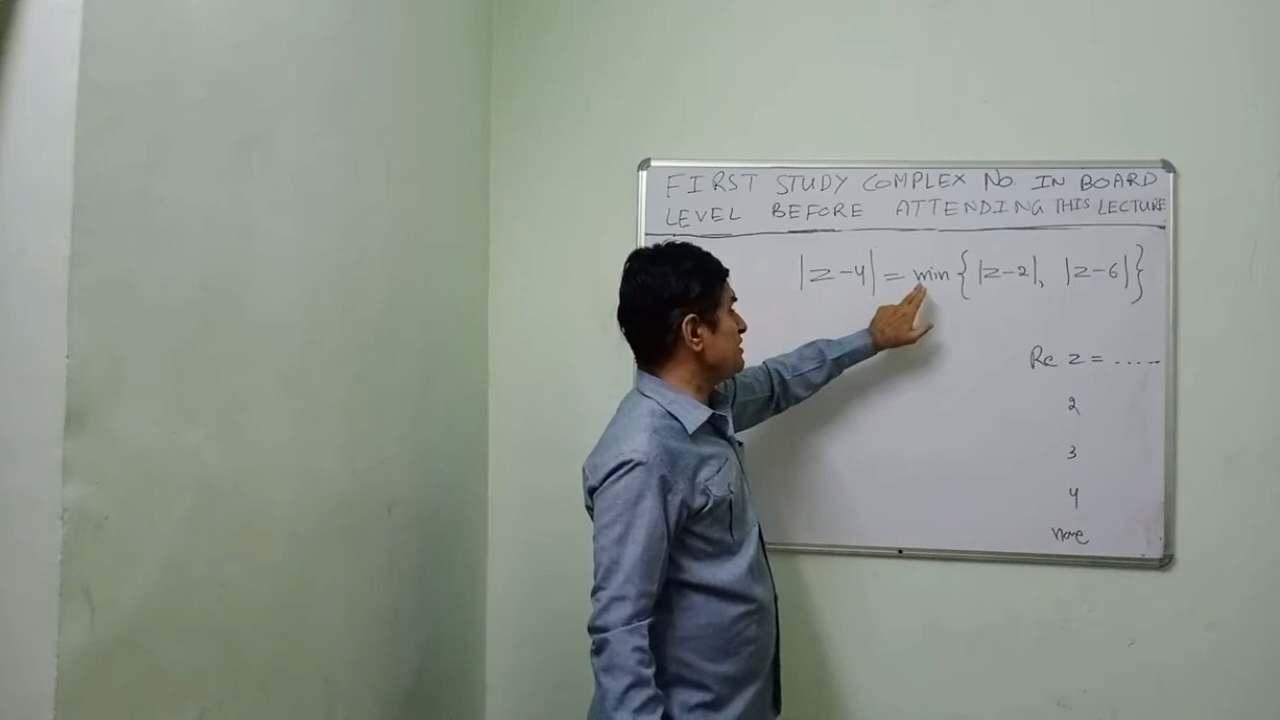 FIRST STUDY COMPLEX No. IN BOARD
LEVEL BEFORE ATTENDING THIS LECTURE
|z-4| = min {|z-2|, |z-6|}
Re z = .....
2
3
4
None